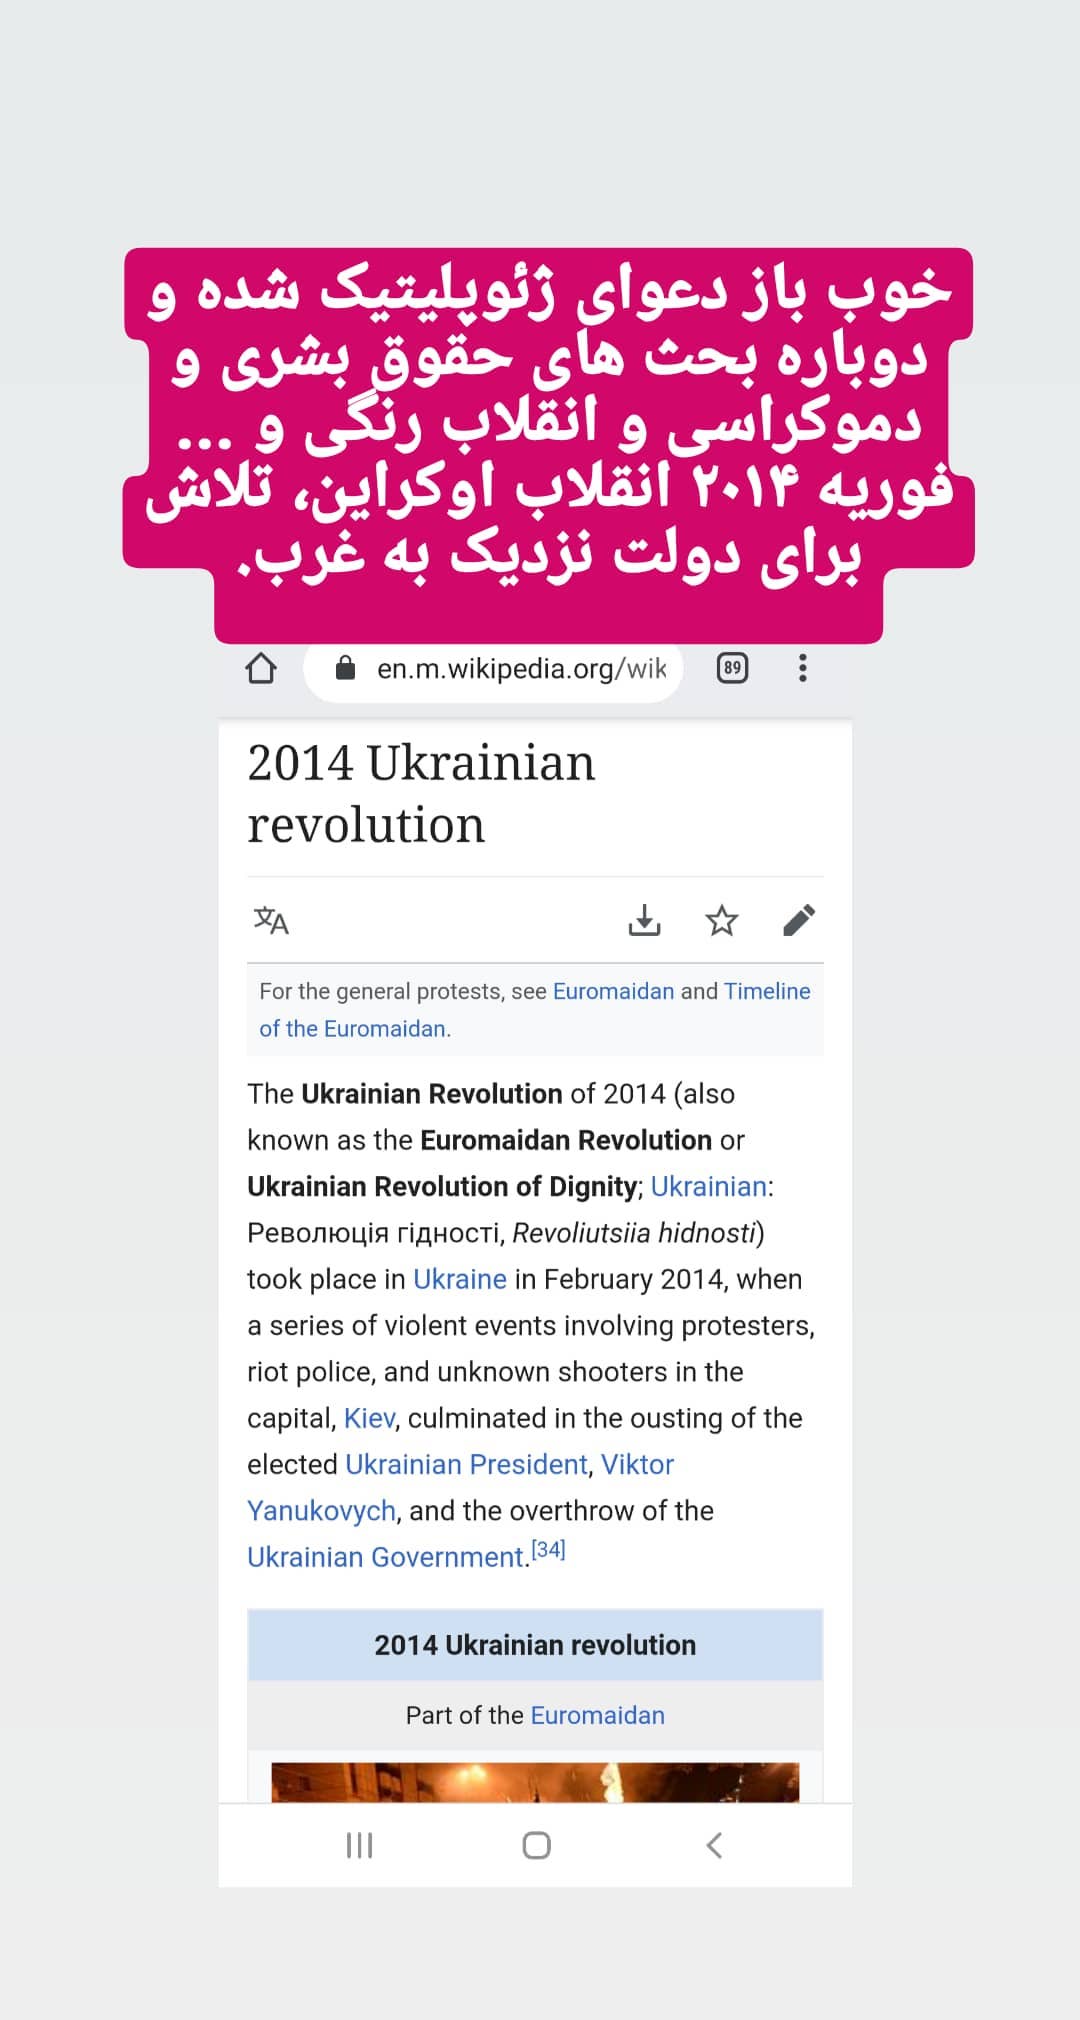 خوب باز دعوای ژئوپلیتیک شده و
دوباره بحث های حقوق بشری و
دموکراسی و انقلاب رنگی و ...
فوریه ۲۰۱۴ انقلاب اوکراین، تلاش
برای دولت نزدیک به غرب.
en.m.wikipedia.org/wik
89
2014 Ukrainian
revolution
For the general protests, see Euromaidan and Timeline
of the Euromaidan.
The Ukrainian Revolution of 2014 (also
known as the Euromaidan Revolution or
Ukrainian Revolution of Dignity; Ukrainian:
Революція гідності, Revoliutsiia hidnosti)
took place in Ukraine in February 2014, when
a series of violent events involving protesters,
riot police, and unknown shooters in the
capital, Kiev, culminated in the ousting of the
elected Ukrainian President, Viktor
Yanukovych, and the overthrow of the
Ukrainian Government.[34]
2014 Ukrainian revolution
Part of the Euromaidan